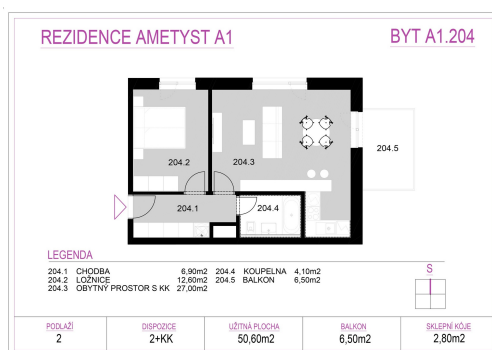 REZIDENCE AMETYST A1
BYT A1.204
204.2
204.3
204.5
204.1
204.4
LEGENDA
204.1 CHODBA 6,90m2 204.4 KOUPELNA 4,10m2
204.2 LOŽNICE 12,60m2 204.5 BALKON 6,50m2
204.3 OBYTNÝ PROSTOR S KK 27,00m2
S
PODLAŽÍ DISPOZICE UŽITNÁ PLOCHA BALKON SKLEPNÍ KÓJE
2 2+KK 50,60m2 6,50m2 2,80m2